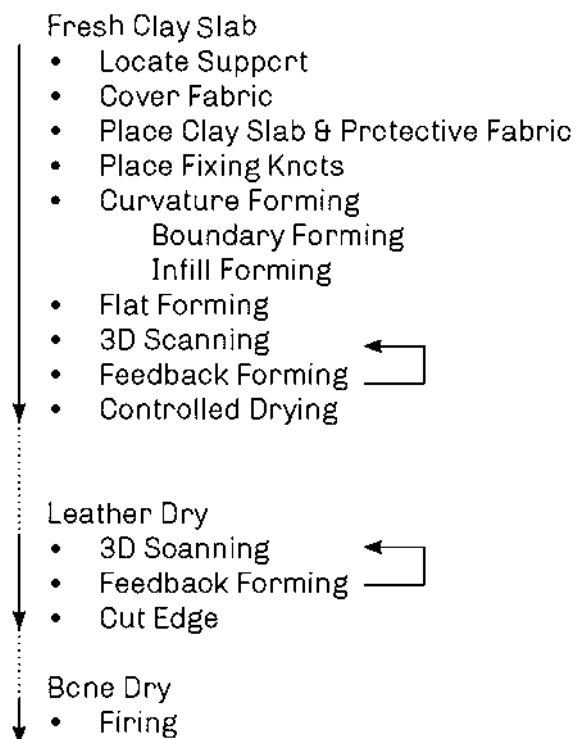 Fresh Clay Slab
• Locate Support
• Cover Fabric
• Place Clay Slab & Protective Fabric
• Place Fixing Knots
• Curvature Forming
Boundary Forming
Infill Forming
• Flat Forming
• 3D Scanning
• Feedback Forming
• Controlled Drying
Leather Dry
• 3D Scanning
• Feedback Forming
• Cut Edge
Bone Dry
• Firing